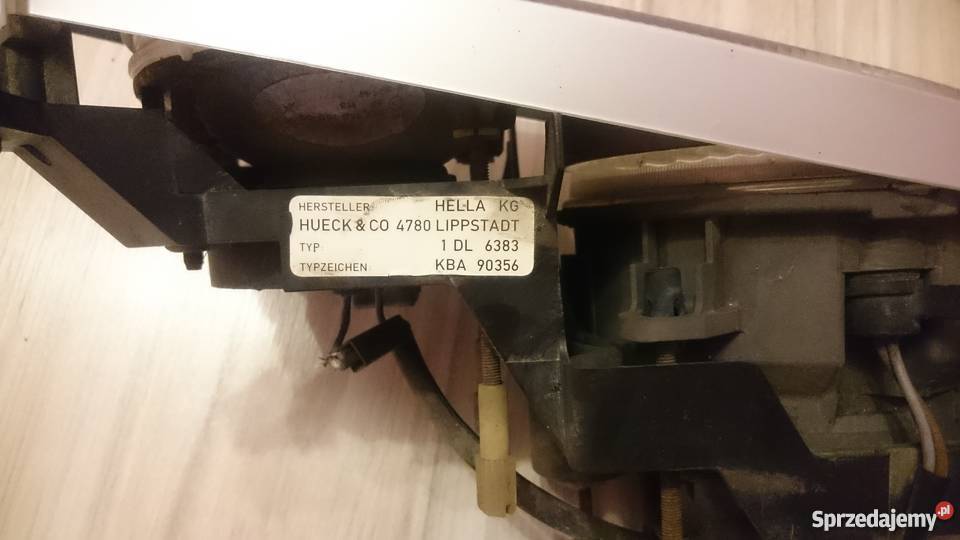 HERSTELLER: HELLA KG
HUECK & CO 4780 LIPPSTADT
TYP: 1 DL 6383
TYPZEICHEN: KBA 90356
Sprzedajemy.pl